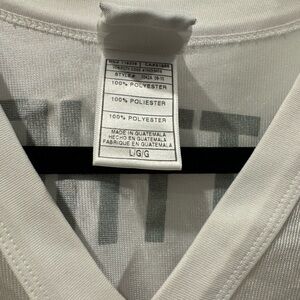 STYLE#:
100% POLYESTER
100% POLIESTER
100% POLYESTER
MADE IN GUATEMALA
HECHO EN GUATEMALA
FABRIQUE EN GUATEMALA
L/G/G